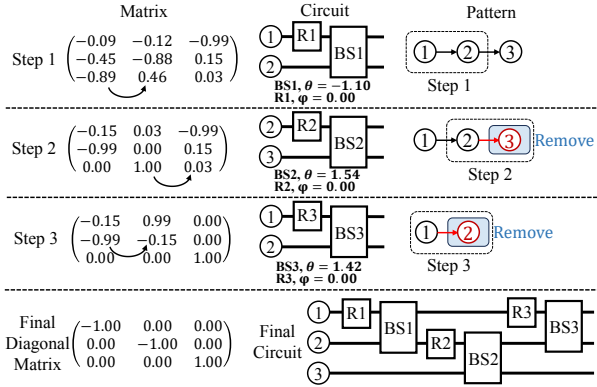 Matrix Circuit Pattern
Step 1
−0.09 −0.12 −0.99
−0.45 −0.88 0.15
−0.89 0.46 0.03
1 R1 BS1
2
BS1, θ = −1.10
R1, φ = 0.00
1 2 3
Step 1
Step 2
−0.15 0.03 −0.99
−0.99 0.00 0.15
0.00 1.00 0.03
2 R2 BS2
3
BS2, θ = 1.54
R2, φ = 0.00
1 2 3 Remove
Step 2
Step 3
−0.15 0.99 0.00
−0.99 −0.15 0.00
0.00 0.00 1.00
1 R3 BS3
2
BS3, θ = 1.42
R3, φ = 0.00
1 2 Remove
Step 3
Final
Diagonal
Matrix
−1.00 0.00 0.00
0.00 −1.00 0.00
0.00 0.00 1.00
Final
Circuit
1 R1 BS1 R3 BS3
2 R2 BS2
3